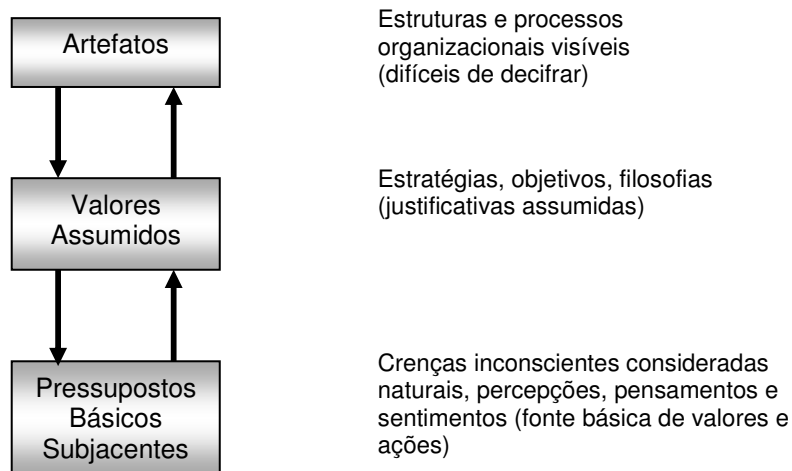 Artefatos
Estruturas e processos
organizacionais visíveis
(difíceis de decifrar)
Valores
Assumidos
Estratégias, objetivos, filosofias
(justificativas assumidas)
Pressupostos
Básicos
Subjacentes
Crenças inconscientes consideradas
naturais, percepções, pensamentos e
sentimentos (fonte básica de valores e
ações)